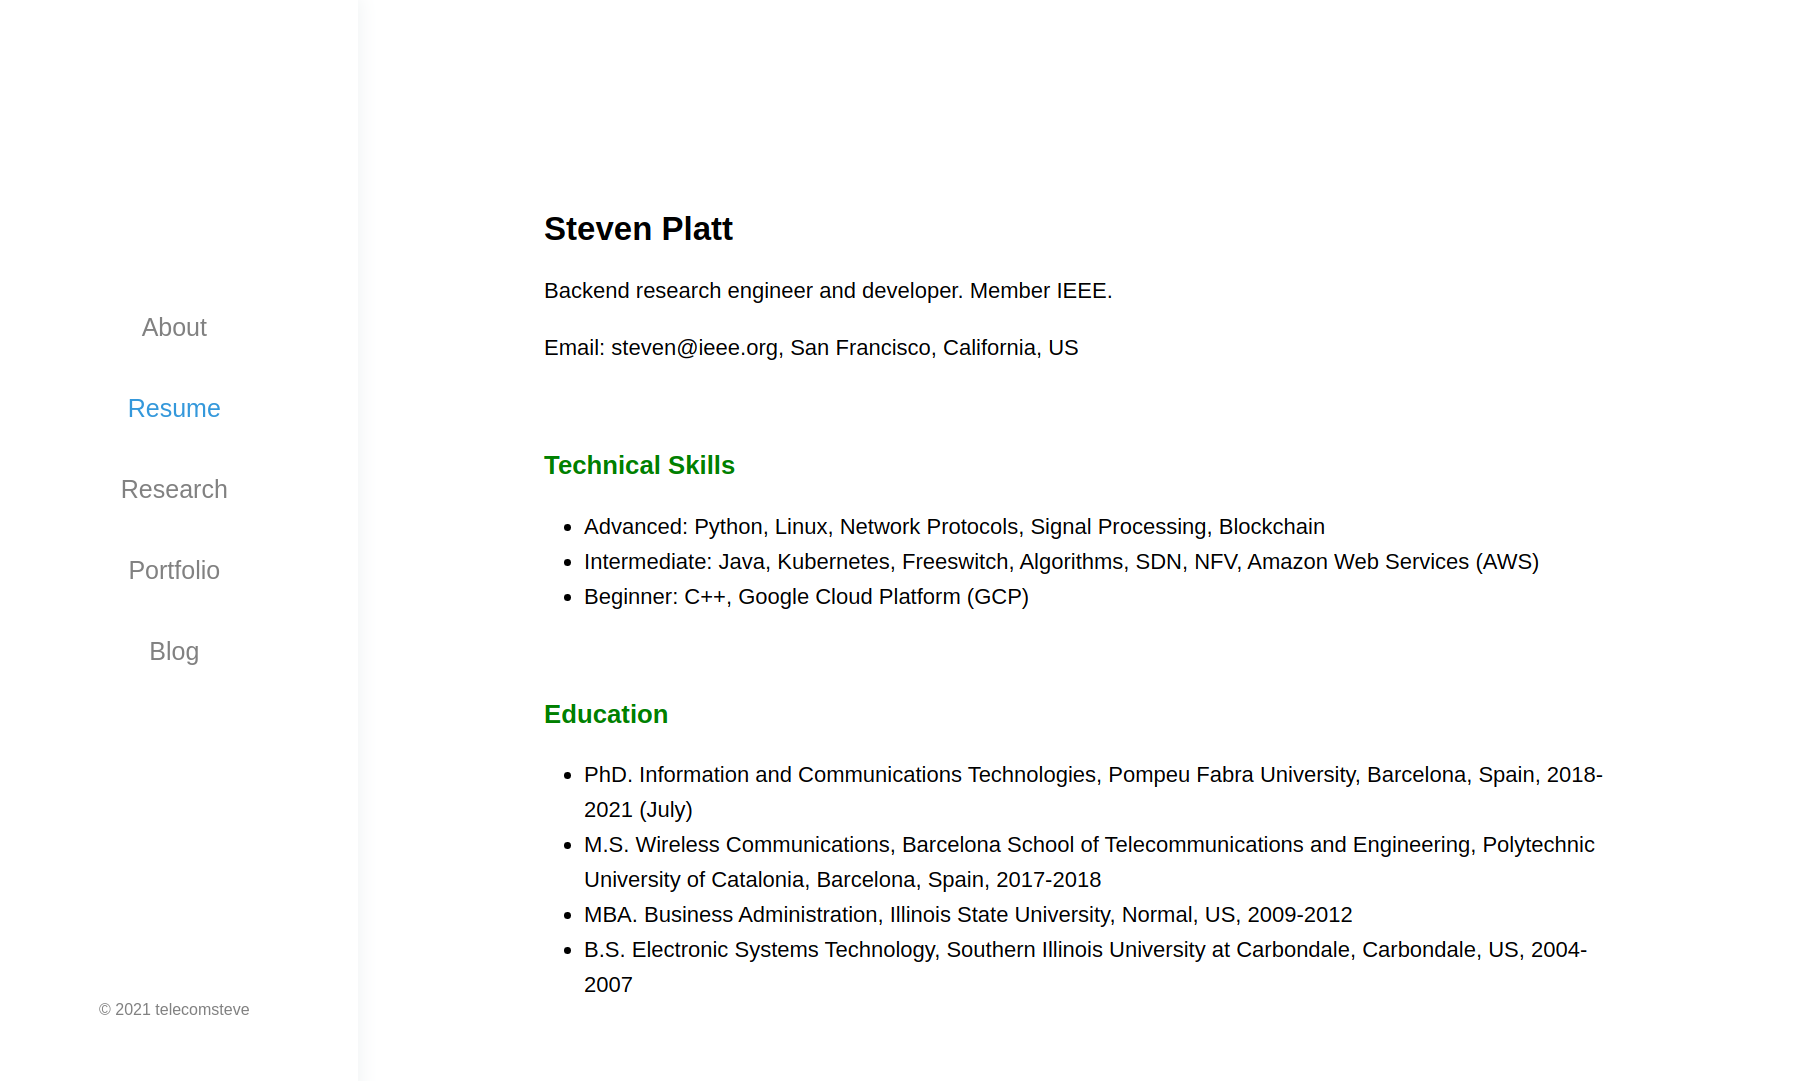 About
Resume
Research
Portfolio
Blog
© 2021 telecomsteve
Steven Platt
Backend research engineer and developer. Member IEEE.
Email: steven@ieee.org, San Francisco, California, US
Technical Skills
Advanced: Python, Linux, Network Protocols, Signal Processing, Blockchain
Intermediate: Java, Kubernetes, Freeswitch, Algorithms, SDN, NFV, Amazon Web Services (AWS)
Beginner: C++, Google Cloud Platform (GCP)
Education
PhD. Information and Communications Technologies, Pompeu Fabra University, Barcelona, Spain, 2018-
2021 (July)
M.S. Wireless Communications, Barcelona School of Telecommunications and Engineering, Polytechnic
University of Catalonia, Barcelona, Spain, 2017-2018
MBA. Business Administration, Illinois State University, Normal, US, 2009-2012
B.S. Electronic Systems Technology, Southern Illinois University at Carbondale, Carbondale, US, 2004-
2007